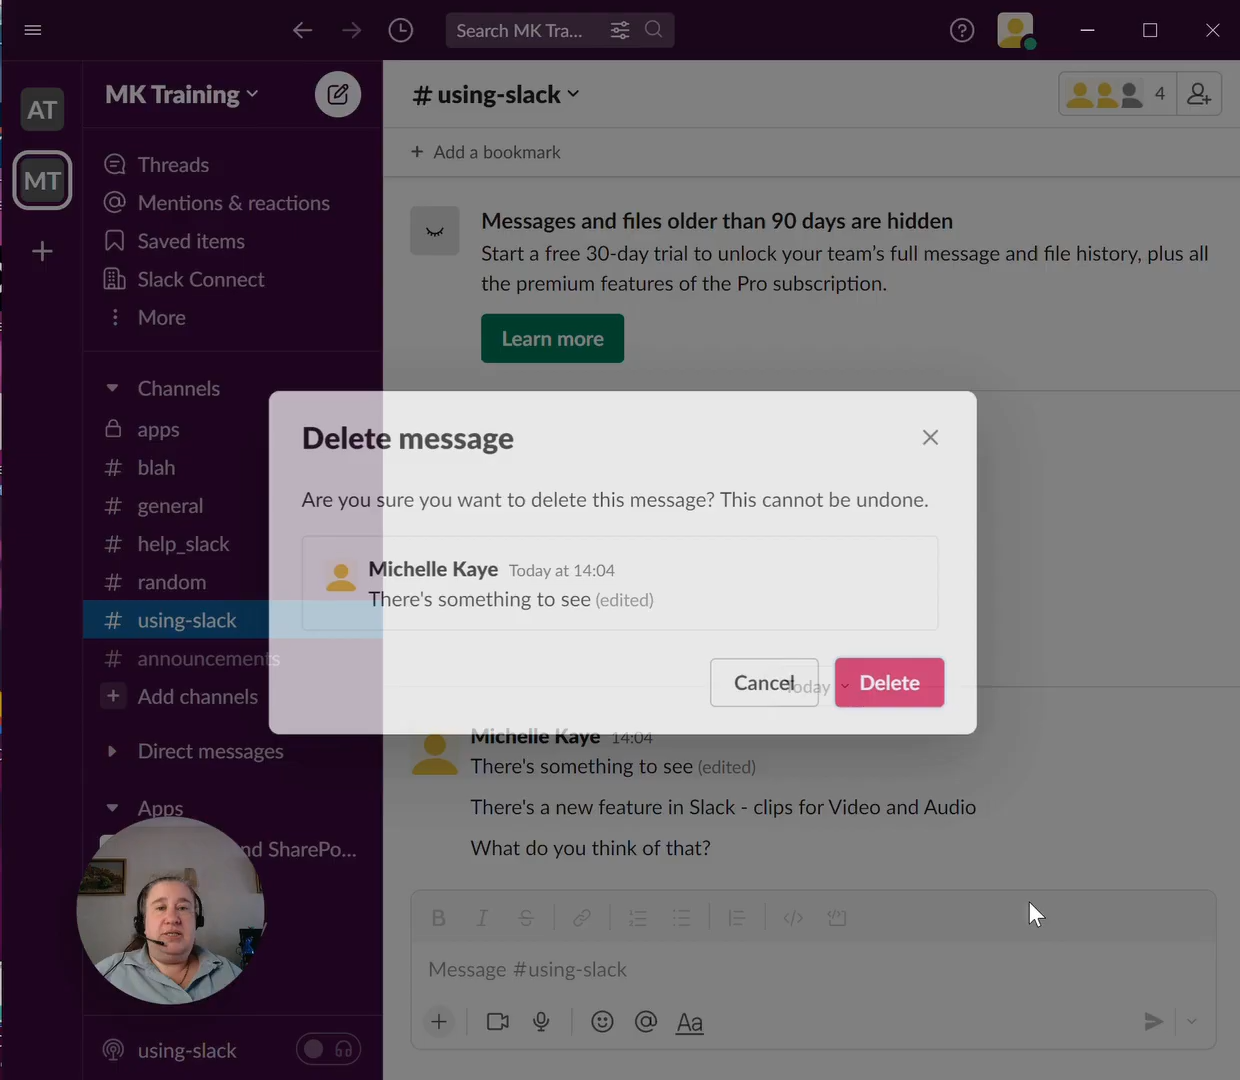 Search MK Tra...
AT
MT
MK Training
Threads
Mentions & reactions
Saved items
Slack Connect
More
Channels
apps
# blah
# general
# help_slack
# random
# using-slack
# announcements
+ Add channels
Direct messages
Apps
nd SharePo...
using-slack
# using-slack
4
+ Add a bookmark
Messages and files older than 90 days are hidden
Start a free 30-day trial to unlock your team's full message and file history, plus all
the premium features of the Pro subscription.
Learn more
Delete message
Are you sure you want to delete this message? This cannot be undone.
Michelle Kaye Today at 14:04
There's something to see (edited)
Cancel
Today
Delete
Michelle Kaye 14:04
There's something to see (edited)
There's a new feature in Slack - clips for Video and Audio
What do you think of that?
B I S
Message #using-slack
Aa